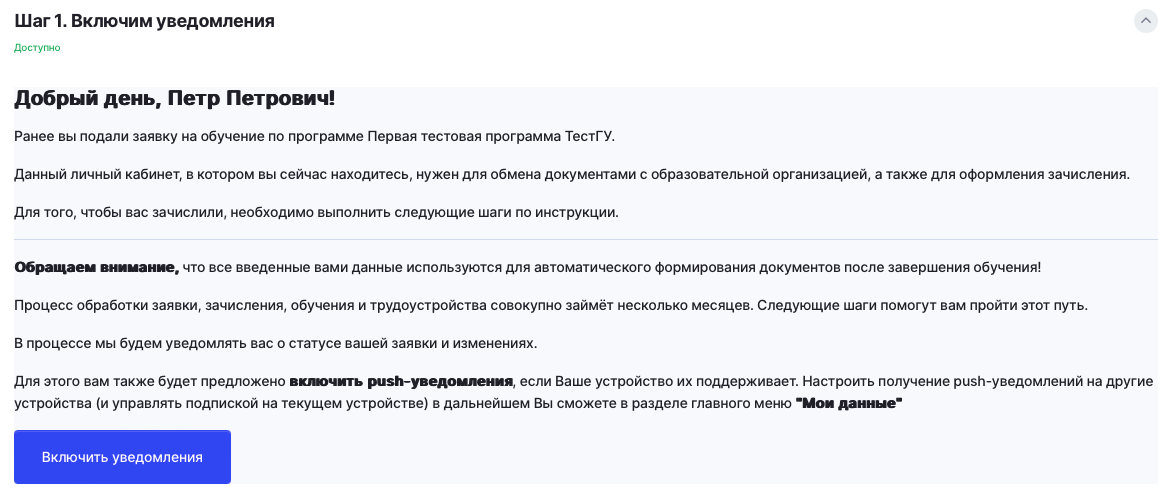 Шаг 1. Включим уведомления
Доступно
Добрый день, Петр Петрович!
Ранее вы подали заявку на обучение по программе Первая тестовая программа ТестГУ.
Данный личный кабинет, в котором вы сейчас находитесь, нужен для обмена документами с образовательной организацией, а также для оформления зачисления.
Для того, чтобы вас зачислили, необходимо выполнить следующие шаги по инструкции.
Обращаем внимание, что все введенные вами данные используются для автоматического формирования документов после завершения обучения!
Процесс обработки заявки, зачисления, обучения и трудоустройства совокупно займёт несколько месяцев. Следующие шаги помогут вам пройти этот путь.
В процессе мы будем уведомлять вас о статусе вашей заявки и изменениях.
Для этого вам также будет предложено включить push-уведомления, если Ваше устройство их поддерживает. Настроить получение push-уведомлений на другие
устройства (и управлять подпиской на текущем устройстве) в дальнейшем Вы сможете в разделе главного меню "Мои данные"
Включить уведомления